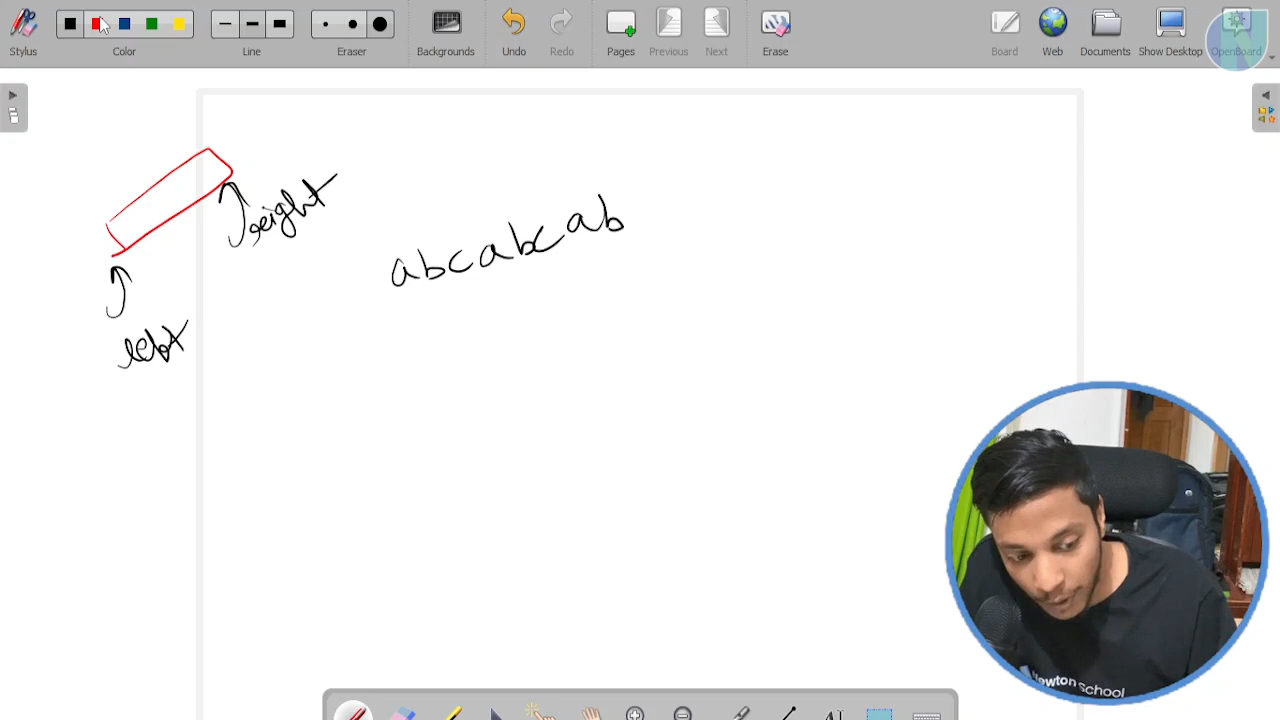 Stylus
Color
Line
Eraser
Backgrounds
Undo
Redo
Pages
Previous
Next
Erase
Board
Web
Documents
Show Desktop
OpenBoard
right
abcabcab
left
Newton School